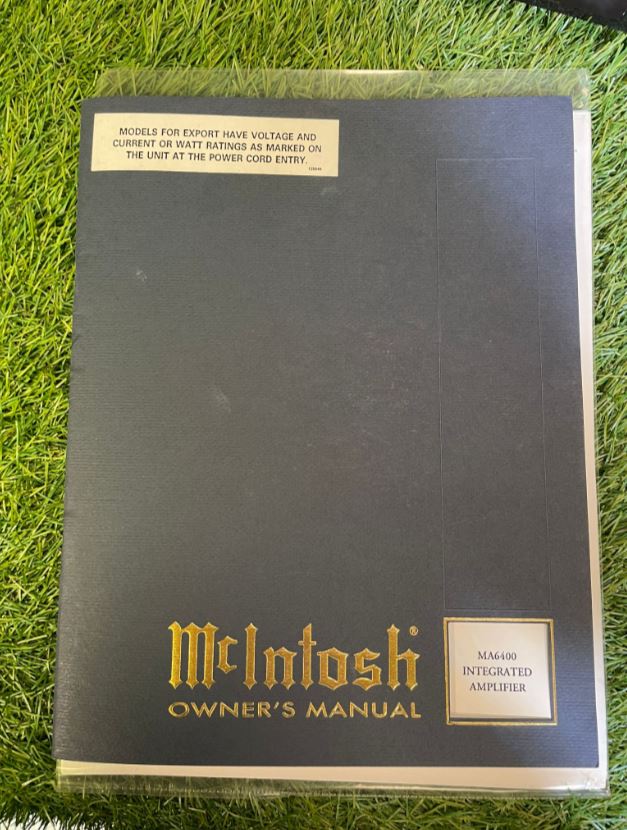 MODELS FOR EXPORT HAVE VOLTAGE AND
CURRENT OR WATT RATINGS AS MARKED ON
THE UNIT AT THE POWER CORD ENTRY.
McIntosh®
OWNER'S MANUAL
MA6400
INTEGRATED
AMPLIFIER